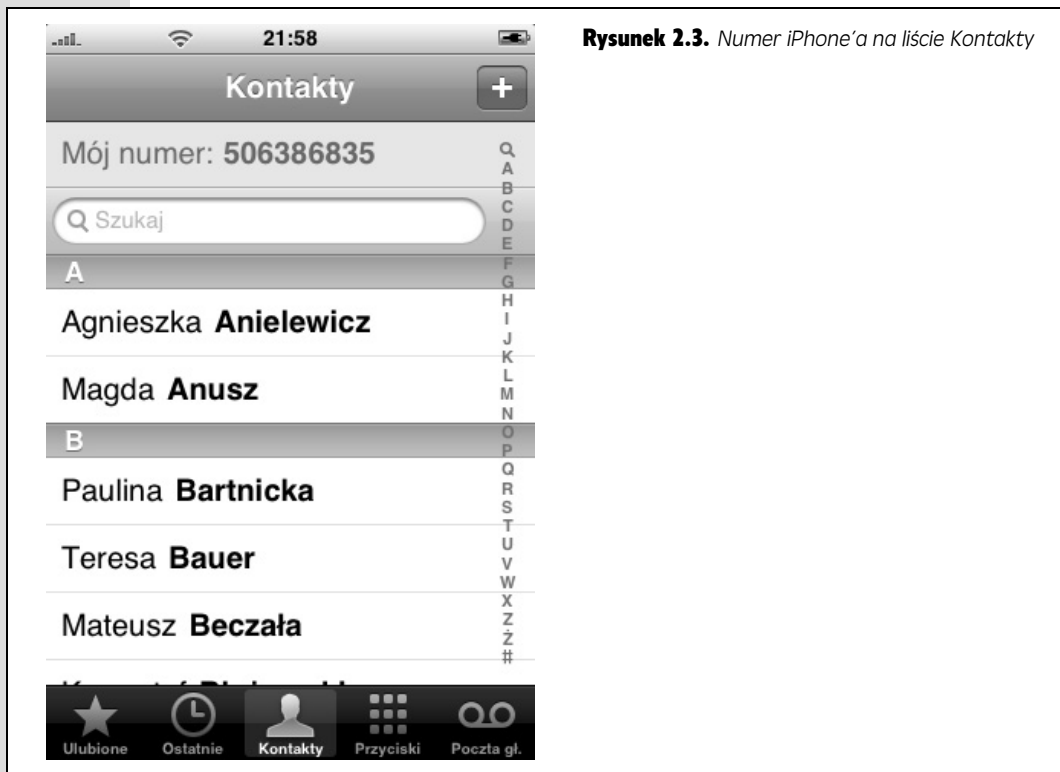 21:58
Rysunek 2.3. Numer iPhone'a na liście Kontakty
Kontakty
+
Mój numer: 506386835
Szukaj
A
Agnieszka Anielewicz
Magda Anusz
B
Paulina Bartnicka
Teresa Bauer
Mateusz Beczała
A
B
C
D
E
F
G
H
I
J
K
L
M
N
O
P
Q
R
S
T
U
V
W
X
Z
Ż
#
Ulubione Ostatnie Kontakty Przyciski Poczta gł.